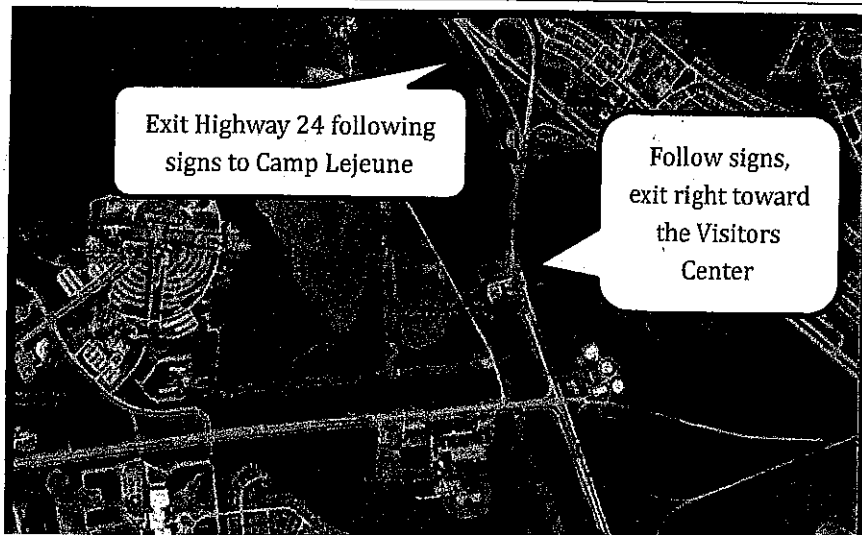 Exit Highway 24 following
signs to Camp Lejeune
Follow signs,
exit right toward
the Visitors
Center